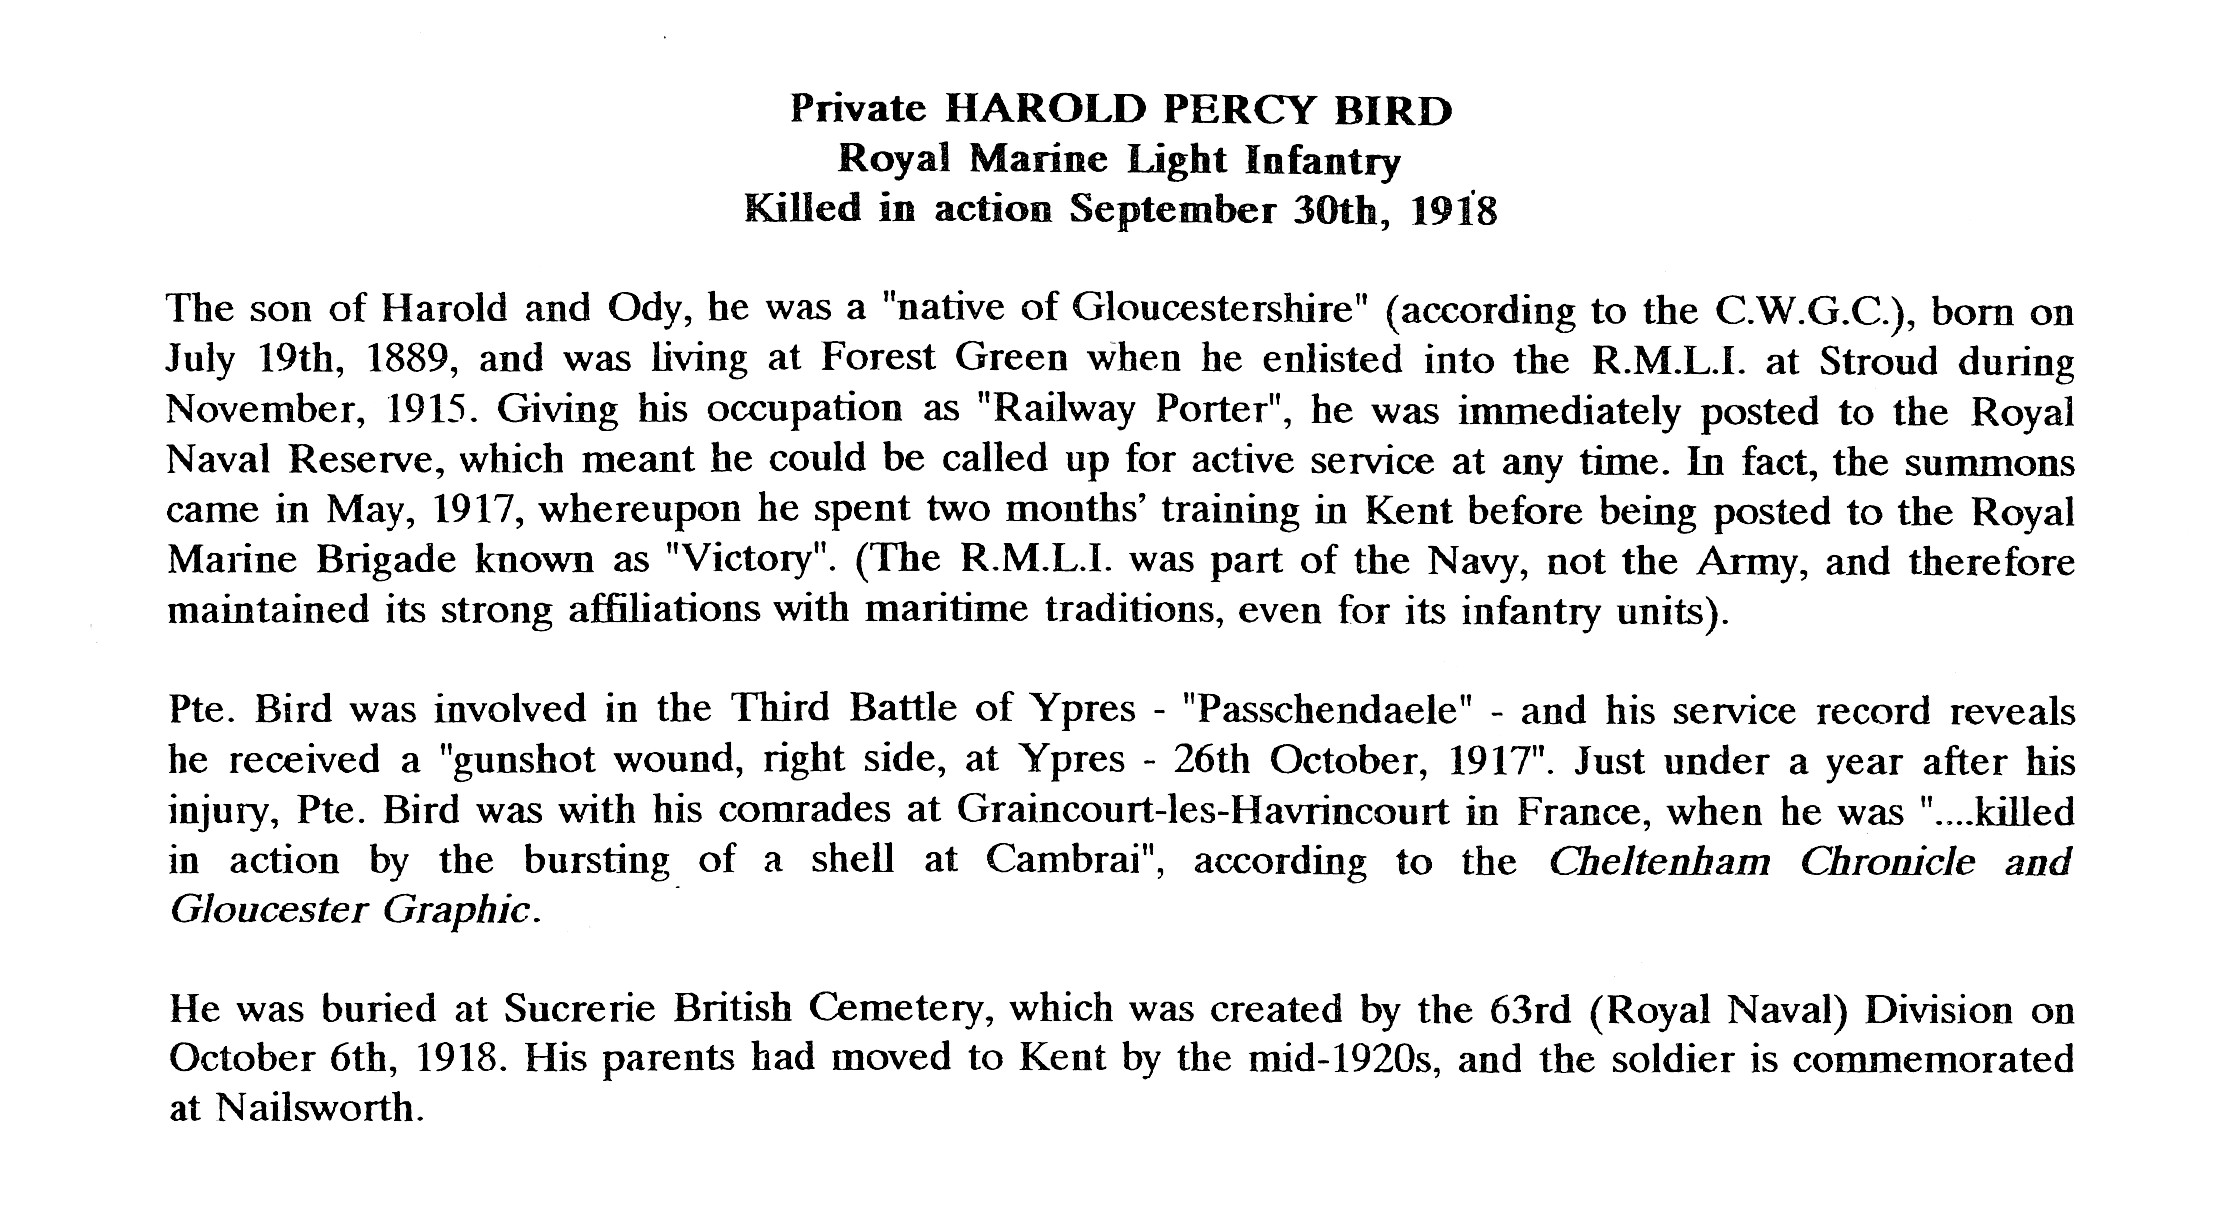 Private HAROLD PERCY BIRD
Royal Marine Light Infantry
Killed in action September 30th, 1918
The son of Harold and Ody, he was a "native of Gloucestershire" (according to the C.W.G.C.), born on
July 19th, 1889, and was living at Forest Green when he enlisted into the R.M.L.I. at Stroud during
November, 1915. Giving his occupation as "Railway Porter", he was immediately posted to the Royal
Naval Reserve, which meant he could be called up for active service at any time. In fact, the summons
came in May, 1917, whereupon he spent two months' training in Kent before being posted to the Royal
Marine Brigade known as "Victory". (The R.M.L.I. was part of the Navy, not the Army, and therefore
maintained its strong affiliations with maritime traditions, even for its infantry units).
Pte. Bird was involved in the Third Battle of Ypres - "Passchendaele" - and his service record reveals
he received a "gunshot wound, right side, at Ypres - 26th October, 1917". Just under a year after his
injury, Pte. Bird was with his comrades at Graincourt-les-Havrincourt in France, when he was "....killed
in action by the bursting of a shell at Cambrai", according to the Cheltenham Chronicle and
Gloucester Graphic.
He was buried at Sucrerie British Cemetery, which was created by the 63rd (Royal Naval) Division on
October 6th, 1918. His parents had moved to Kent by the mid-1920s, and the soldier is commemorated
at Nailsworth.